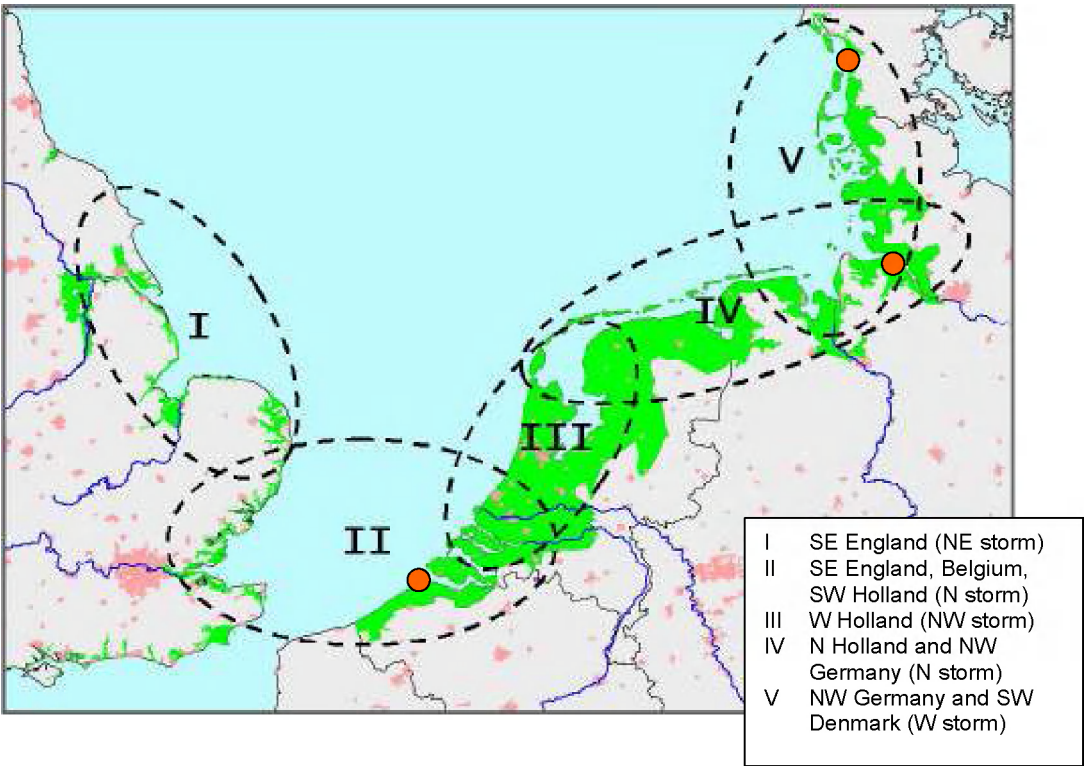 V
I
IV
III
II
I SE England (NE storm)
II SE England, Belgium,
SW Holland (N storm)
III W Holland (NW storm)
IV N Holland and NW
Germany (N storm)
V NW Germany and SW
Denmark (W storm)